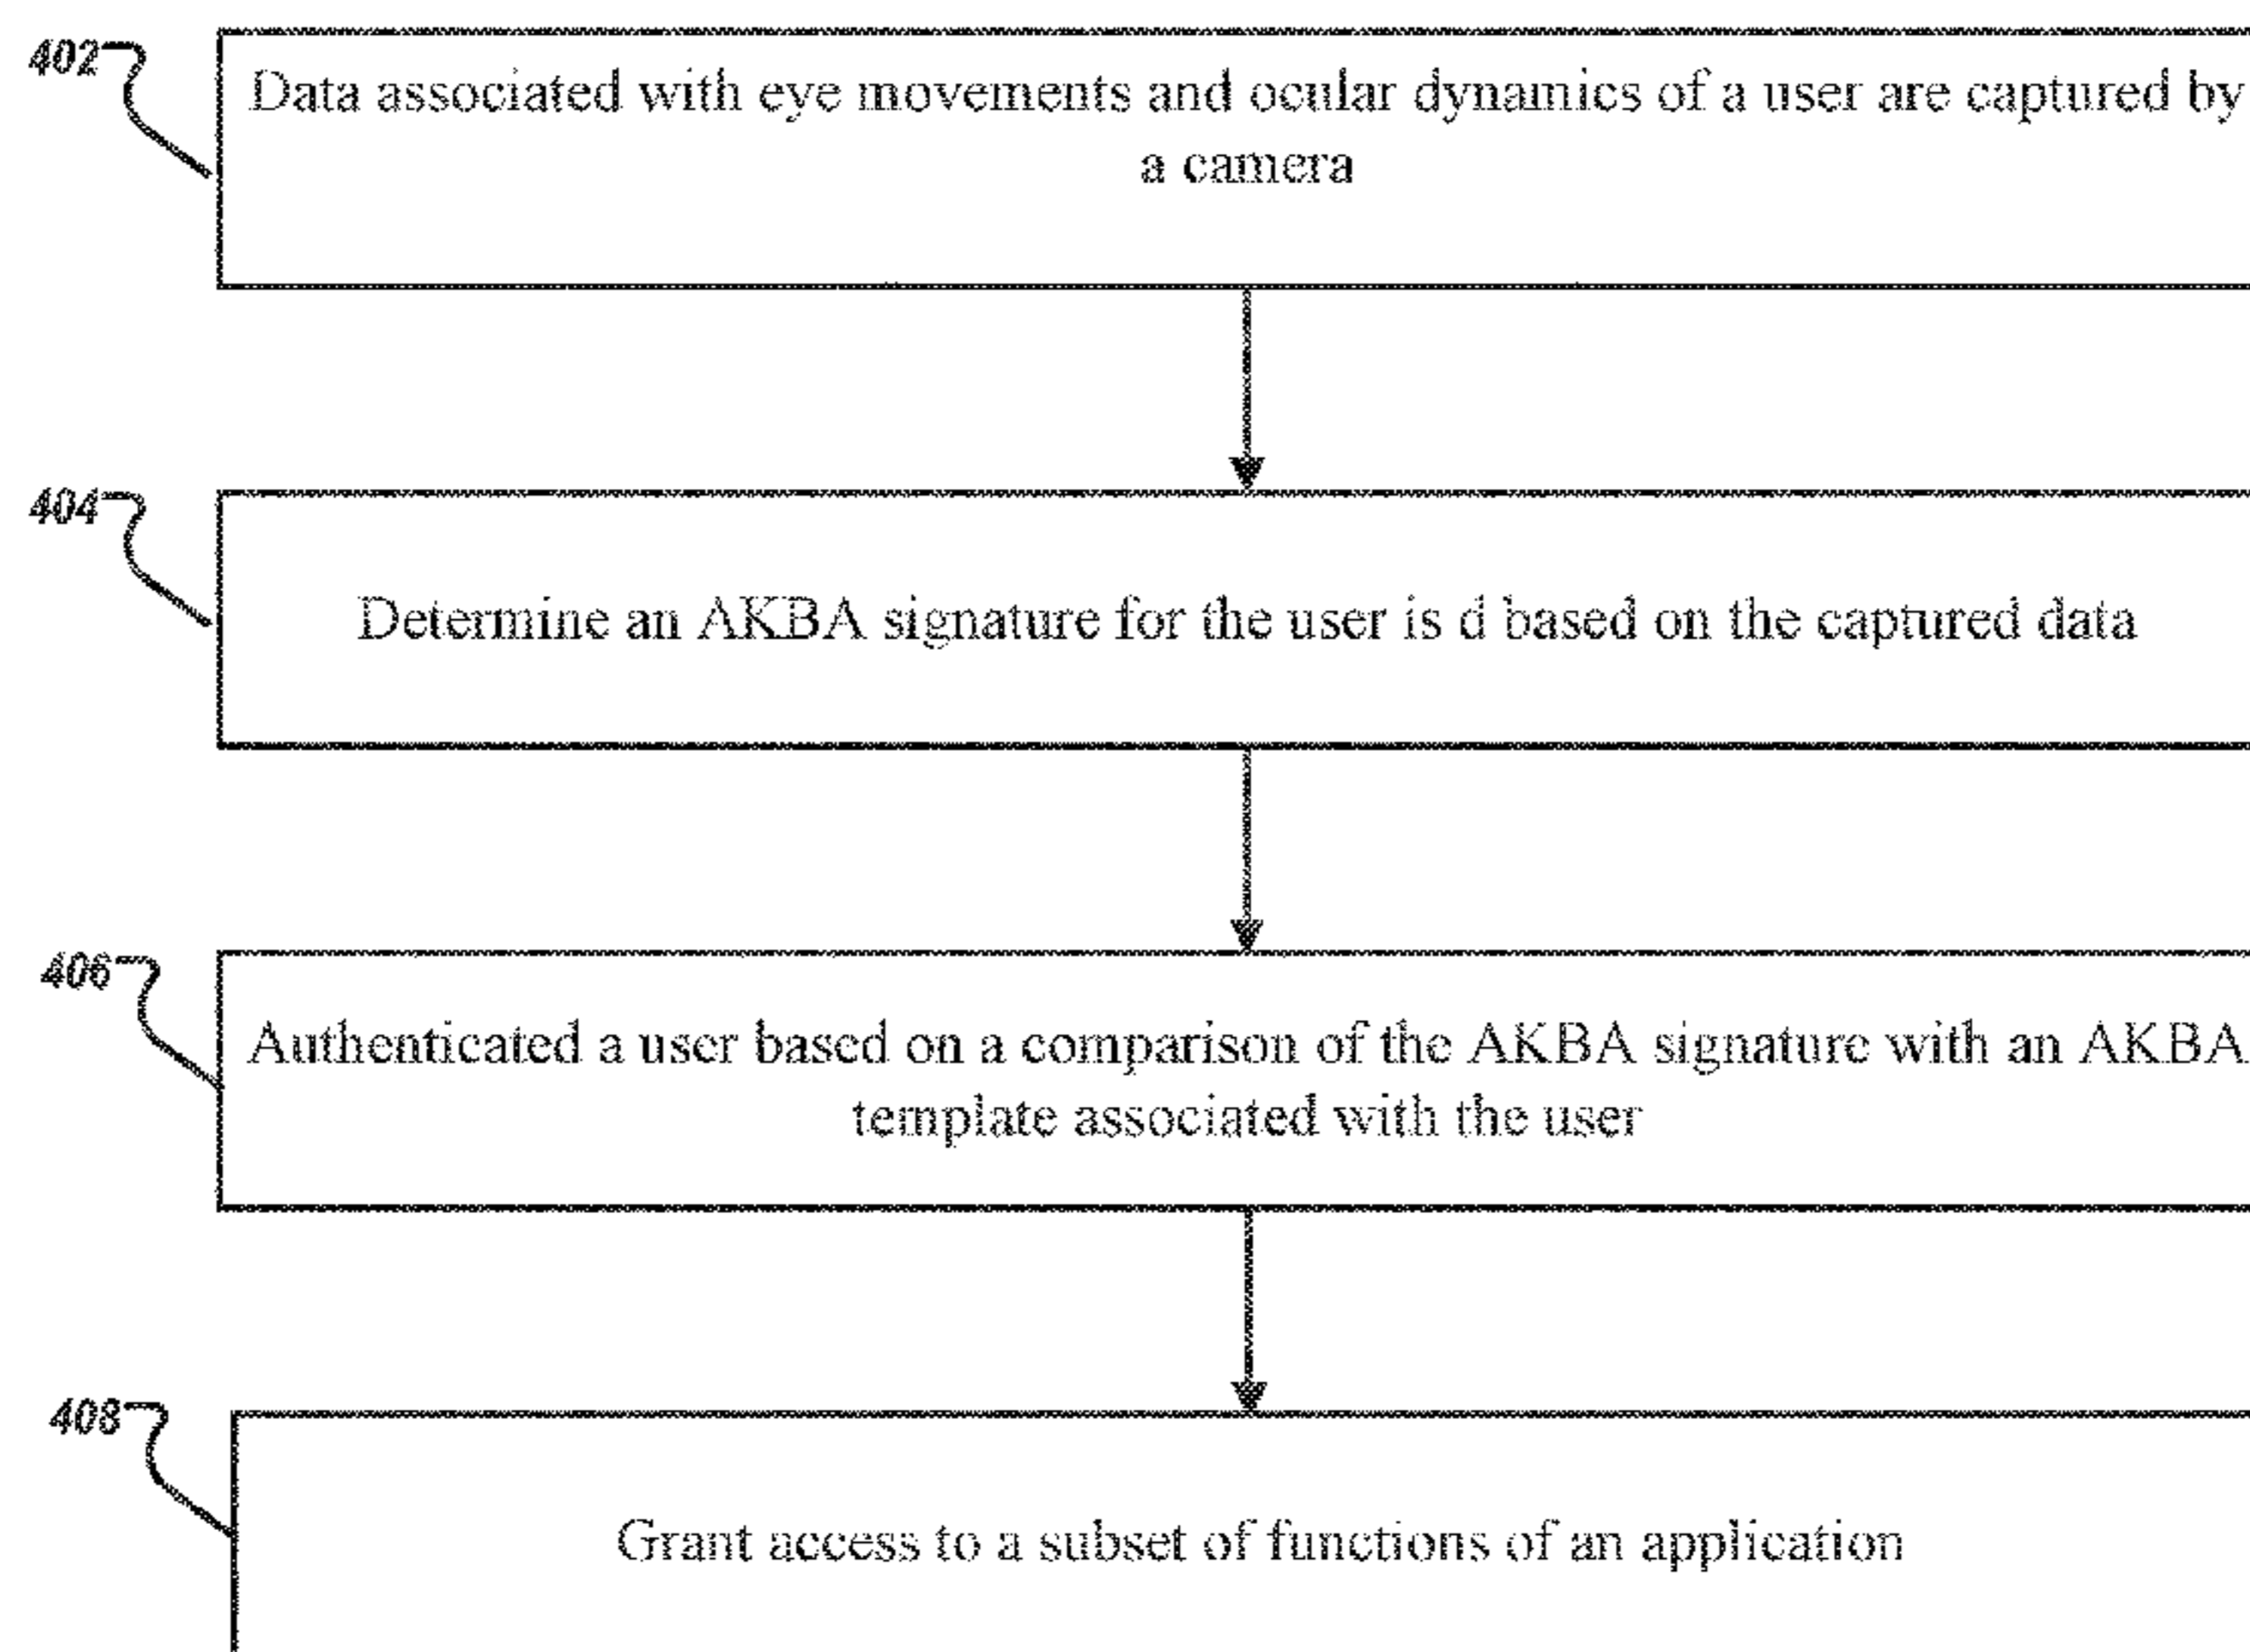 402
Data associated with eye movements and ocular dynamics of a user are captured by
a camera
404
Determine an AKBA signature for the user is d based on the captured data
406
Authenticated a user based on a comparison of the AKBA signature with an AKBA
template associated with the user
408
Grant access to a subset of functions of an application